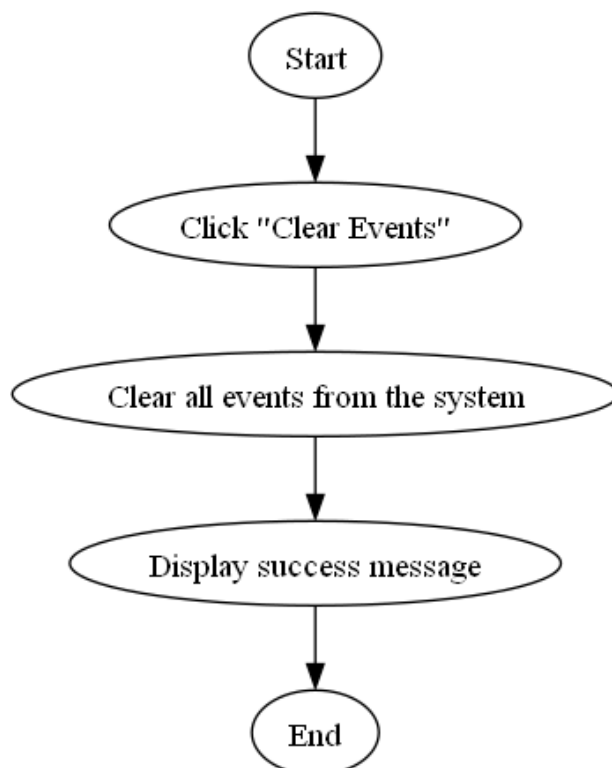 Start
Click "Clear Events"
Clear all events from the system
Display success message
End